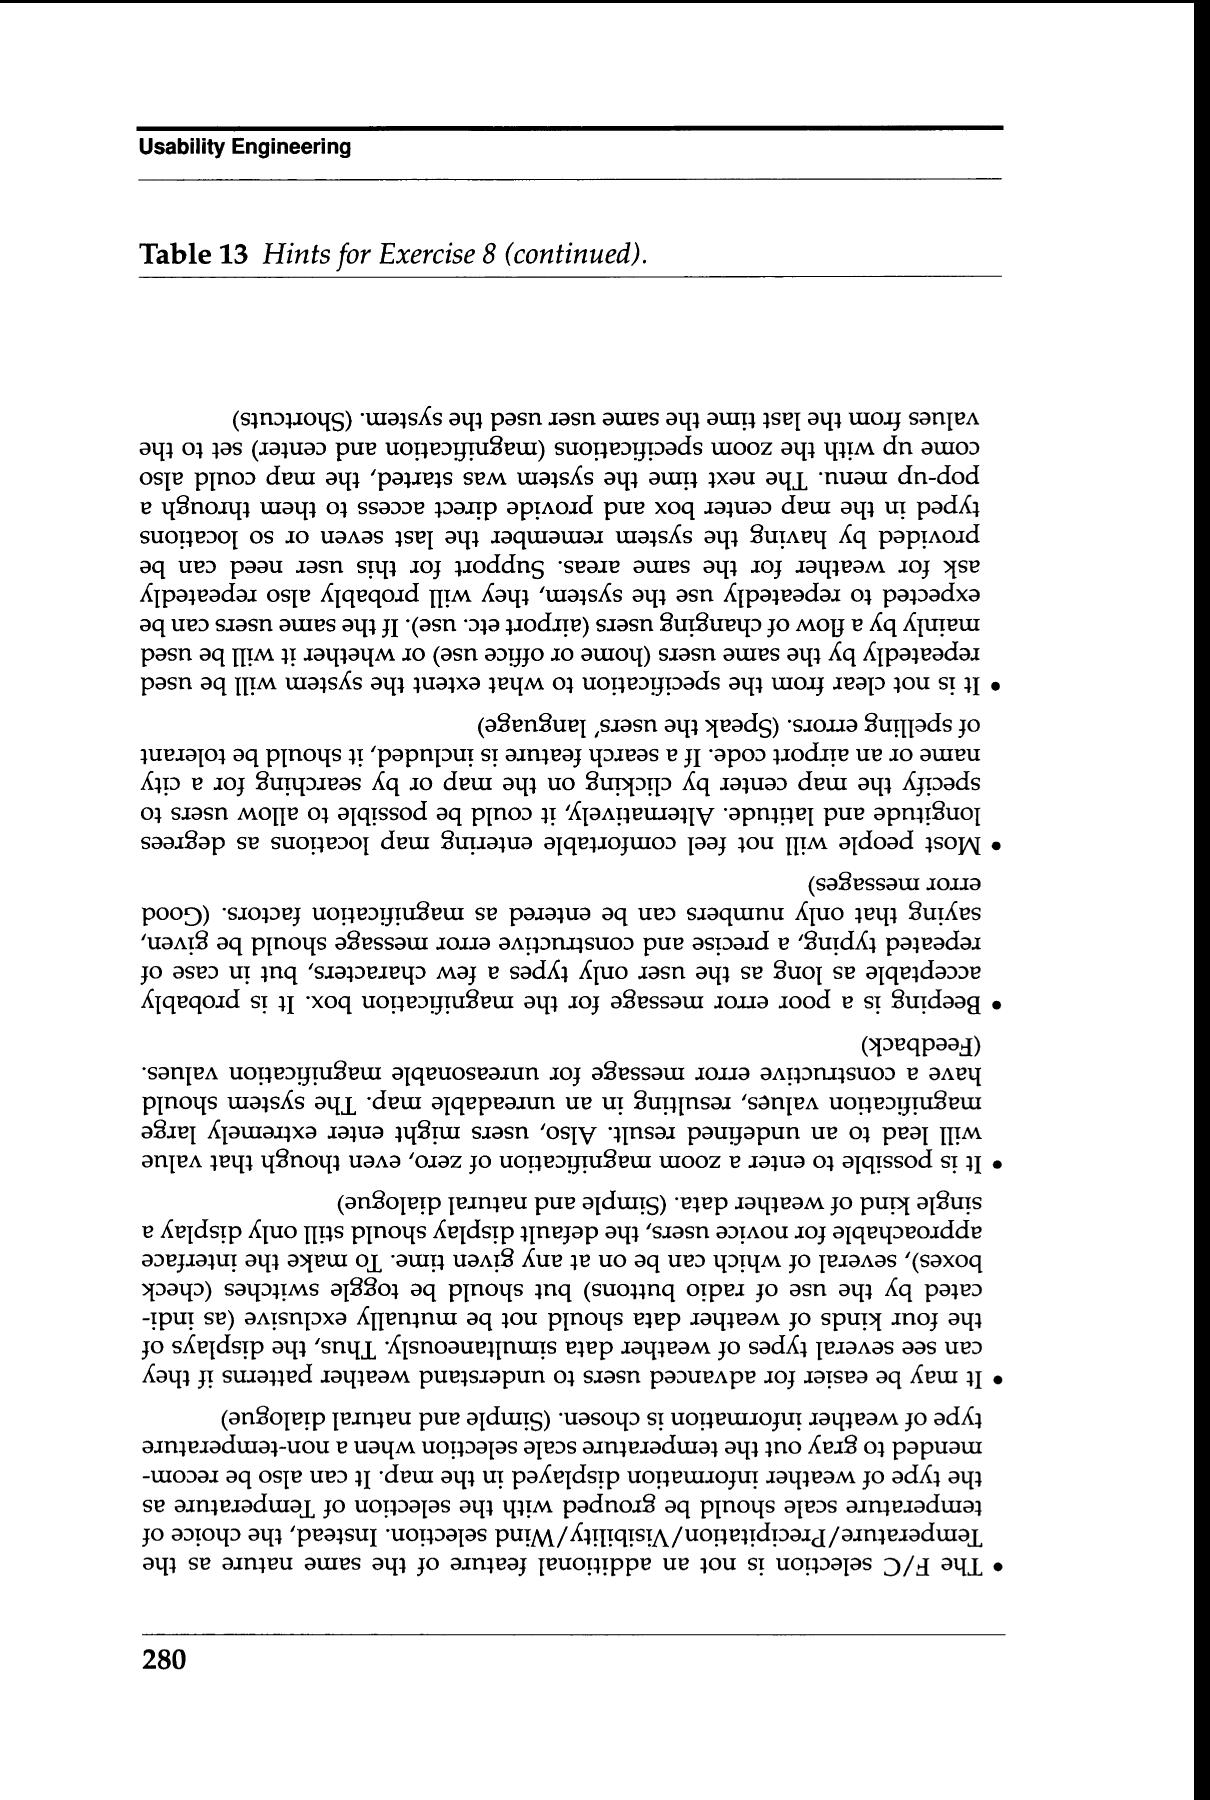 Usability Engineering
Table 13 Hints for Exercise 8 (continued).
• The F/C selection is not an additional feature of the same nature as the
Temperature/Precipitation/Visibility/Wind selection. Instead, the choice of
temperature scale should be grouped with the selection of Temperature as
the type of weather information displayed in the map. It can also be recom-
mended to gray out the temperature scale selection when a non-temperature
type of weather information is chosen. (Simple and natural dialogue)
• It may be easier for advanced users to understand weather patterns if they
can see several types of weather data simultaneously. Thus, the displays of
the four kinds of weather data should not be mutually exclusive (as indi-
cated by the use of radio buttons) but should be toggle switches (check
boxes), several of which can be on at any given time. To make the interface
approachable for novice users, the default display should still only display a
single kind of weather data. (Simple and natural dialogue)
• It is possible to enter a zoom magnification of zero, even though that value
will lead to an undefined result. Also, users might enter extremely large
magnification values, resulting in an unreadable map. The system should
have a constructive error message for unreasonable magnification values.
(Feedback)
• Beeping is a poor error message for the magnification box. It is probably
acceptable as long as the user only types a few characters, but in case of
repeated typing, a precise and constructive error message should be given,
saying that only numbers can be entered as magnification factors. (Good
error messages)
• Most people will not feel comfortable entering map locations as degrees
longitude and latitude. Alternatively, it could be possible to allow users to
specify the map center by clicking on the map or by searching for a city
name or an airport code. If a search feature is included, it should be tolerant
of spelling errors. (Speak the users' language)
• It is not clear from the specification to what extent the system will be used
repeatedly by the same users (home or office use) or whether it will be used
mainly by a flow of changing users (airport etc. use). If the same users can be
expected to repeatedly use the system, they will probably also repeatedly
ask for weather for the same areas. Support for this user need can be
provided by having the system remember the last seven or so locations
typed in the map center box and provide direct access to them through a
pop-up menu. The next time the system was started, the map could also
come up with the zoom specifications (magnification and center) set to the
values from the last time the same user used the system. (Shortcuts)
280